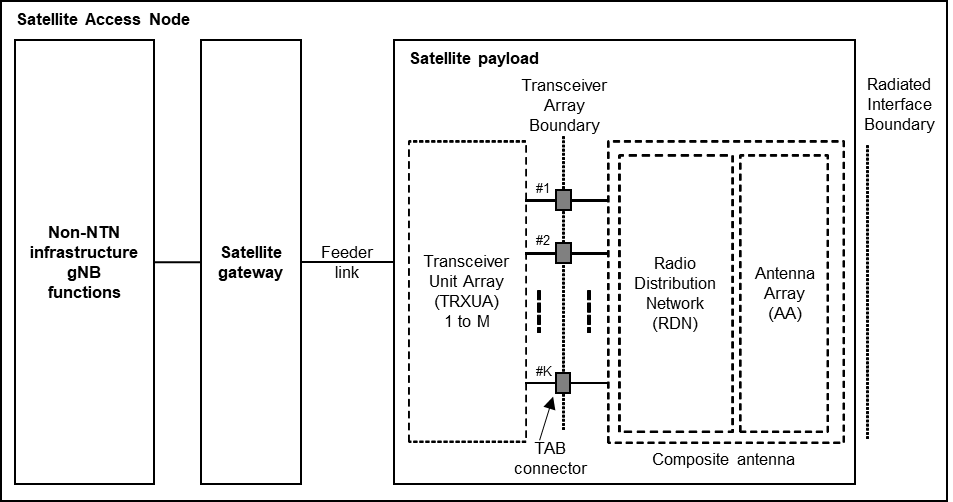 Satellite Access Node
Non-NTN
infrastructure
gNB
functions
Satellite
gateway
Feeder
link
Satellite payload
Transceiver
Array
Boundary
Transceiver
Unit Array
(TRXUA)
1 to M
#1
#2
#K
TAB
connector
Radio
Distribution
Network
(RDN)
Antenna
Array
(AA)
Composite antenna
Radiated
Interface
Boundary